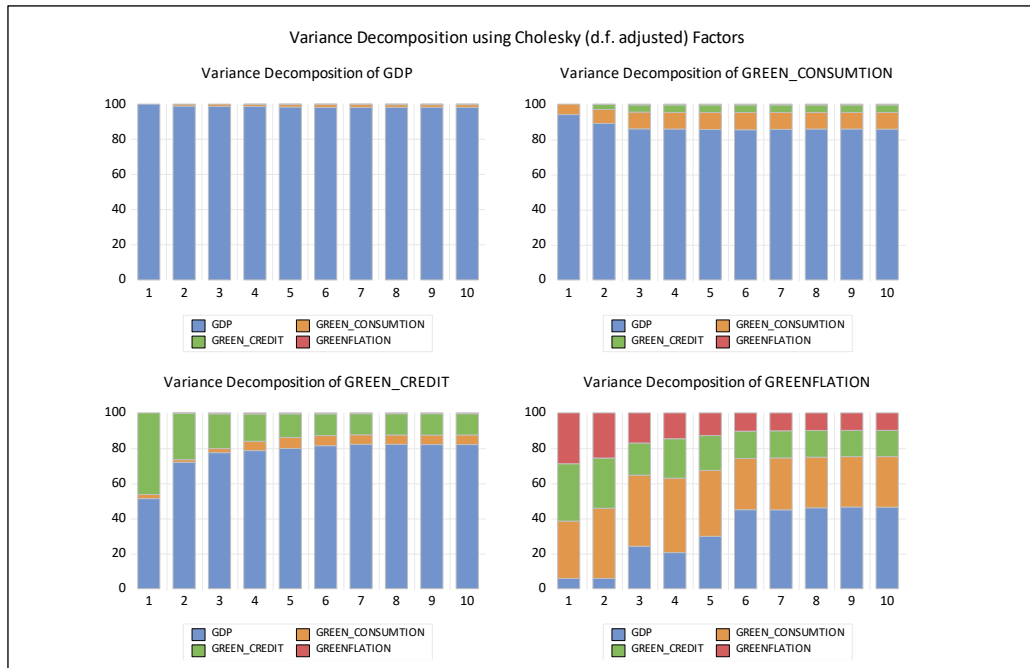 Variance Decomposition using Cholesky (d.f. adjusted) Factors
Variance Decomposition of GDP
100
80
60
40
20
0
1 2 3 4 5 6 7 8 9 10
GDP GREEN_CONSUMTION
GREEN_CREDIT GREENFLATION
Variance Decomposition of GREEN_CONSUMTION
100
80
60
40
20
0
1 2 3 4 5 6 7 8 9 10
GDP GREEN_CONSUMTION
GREEN_CREDIT GREENFLATION
Variance Decomposition of GREEN_CREDIT
100
80
60
40
20
0
1 2 3 4 5 6 7 8 9 10
GDP GREEN_CONSUMTION
GREEN_CREDIT GREENFLATION
Variance Decomposition of GREENFLATION
100
80
60
40
20
0
1 2 3 4 5 6 7 8 9 10
GDP GREEN_CONSUMTION
GREEN_CREDIT GREENFLATION